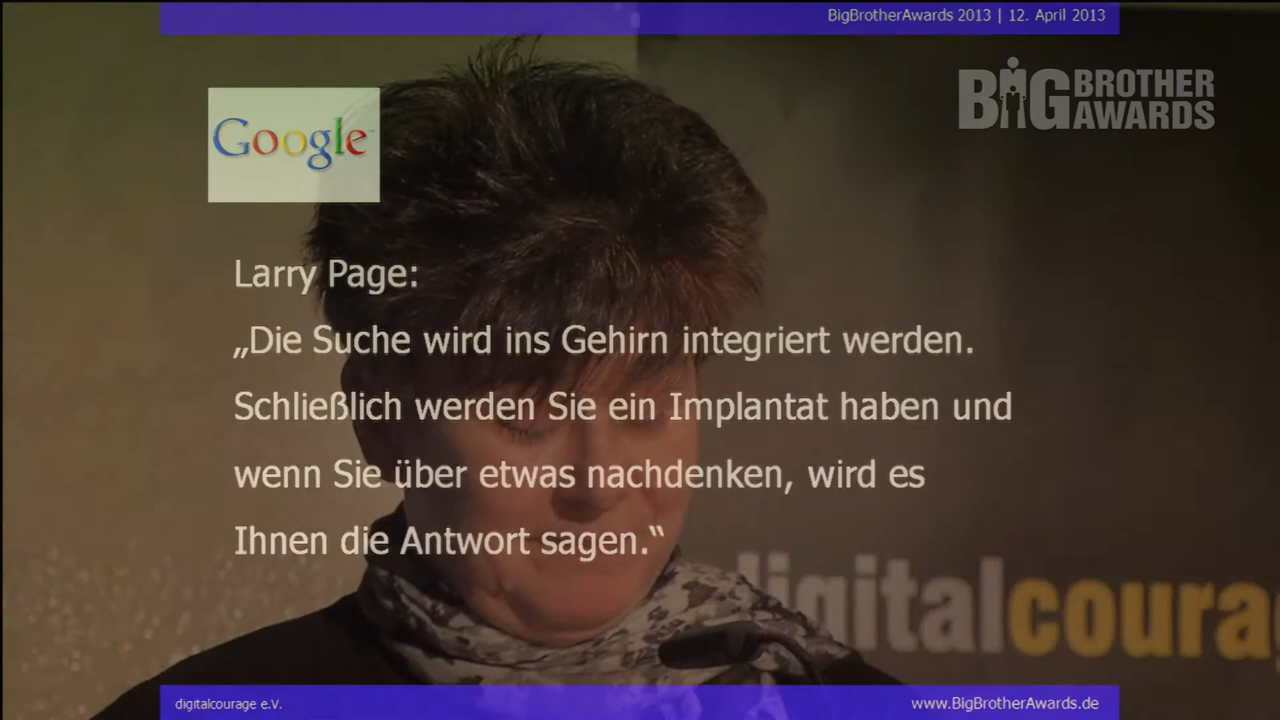 BigBrotherAwards 2013 | 12. April 2013
BIG BROTHER AWARDS
Google
Larry Page:
„Die Suche wird ins Gehirn integriert werden.
Schließlich werden Sie ein Implantat haben und
wenn Sie über etwas nachdenken, wird es
Ihnen die Antwort sagen.“
digitalcoura
digitalcourage e.V.
www.BigBrotherAwards.de